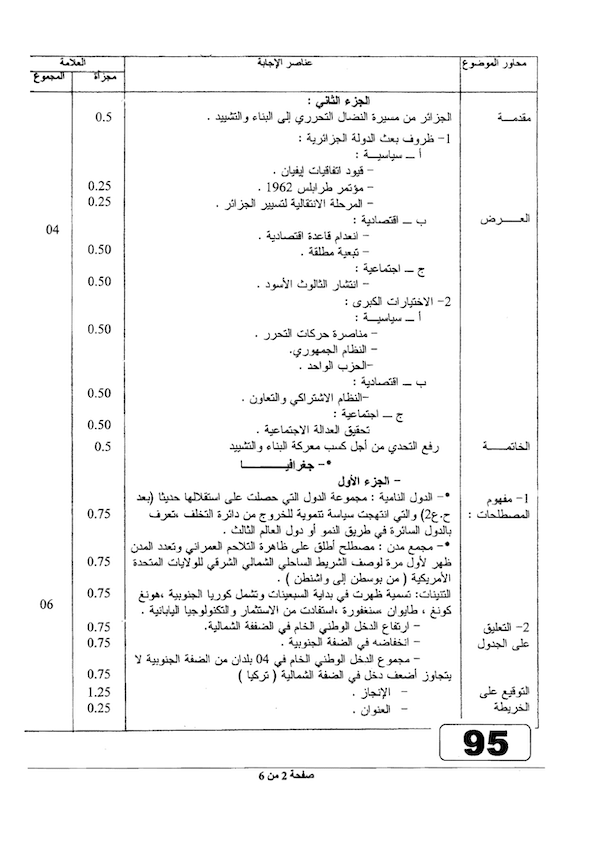 محاور الموضوع عناصر الإجابة العلامة
مجزأة المجموع
الجزء الثاني :
مقدمـــة الجزائر من مسيرة النضال التحرري إلى البناء والتشييد . 0.5
1- ظروف بعث الدولة الجزائرية :
أ ـــ سياسيـــة :
- قيود اتفاقيات إيفيان .
- مؤتمر طرابلس 1962 . 0.25
- المرحلة الانتقالية لتسيير الجزائر . 0.25
العـــــرض ب ـــ اقتصادية : 04
- انعدام قاعدة اقتصادية .
- تبعية مطلقة . 0.50
ج ـــ اجتماعية :
- انتشار الثالوث الأسود . 0.50
2- الاختيارات الكبرى :
أ ـــ سياسيـــة :
- مناصرة حركات التحرر . 0.50
- النظام الجمهوري.
-الحزب الواحد .
ب ـــ اقتصادية :
-النظام الاشتراكي والتعاون . 0.50
ج ـــ اجتماعية :
تحقيق العدالة الاجتماعية . 0.50
الخاتمـــة رفع التحدي من أجل كسب معركة البناء والتشييد 0.5
*- جغرافيـــــــا
- الجزء الأول
1- مفهوم المصطلحات : *- الدول النامية : مجموعة الدول التي حصلت على استقلالها حديثا (بعد
ح.ع2) والتي انتهجت سياسة تنموية للخروج من دائرة التخلف ،تعرف 0.75
بالدول السائرة في طريق النمو أو دول العالم الثالث .
*- مجمع مدن : مصطلح أطلق على ظاهرة التلاحم العمراني وتعدد المدن
ظهر لأول مرة لوصف الشريط الساحلي الشمالي الشرقي للولايات المتحدة 0.75
الأمريكية ( من بوسطن إلى واشنطن ) .
التنينات: تسمية ظهرت في بداية السبعينات وتشمل كوريا الجنوبية ،هونغ 0.75
كونغ ، طايوان ،سنغفورة ،استفادت من الاستثمار والتكنولوجيا اليابانية . 06
2- التعليق - ارتفاع الدخل الوطني الخام في الضفة الشمالية. 0.75
على الجدول - انخفاضه في الضفة الجنوبية . 0.75
- مجموع الدخل الوطني الخام في 04 بلدان من الضفة الجنوبية لا
يتجاوز أضعف دخل في الضفة الشمالية ( تركيا ) 0.75
التوقيع على - الإنجاز . 1.25
الخريطة - العنوان . 0.25
95
صفحة 2 من 6